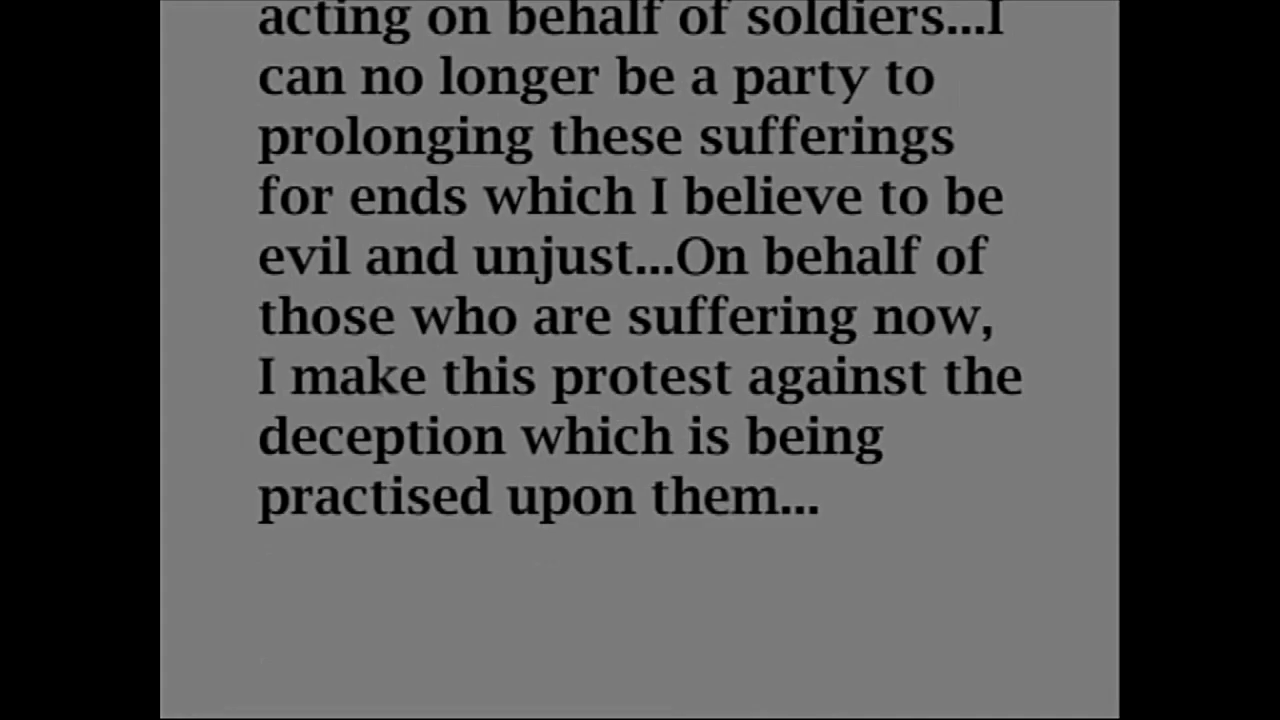 acting on behalf of soldiers...I
can no longer be a party to
prolonging these sufferings
for ends which I believe to be
evil and unjust...On behalf of
those who are suffering now,
I make this protest against the
deception which is being
practised upon them...